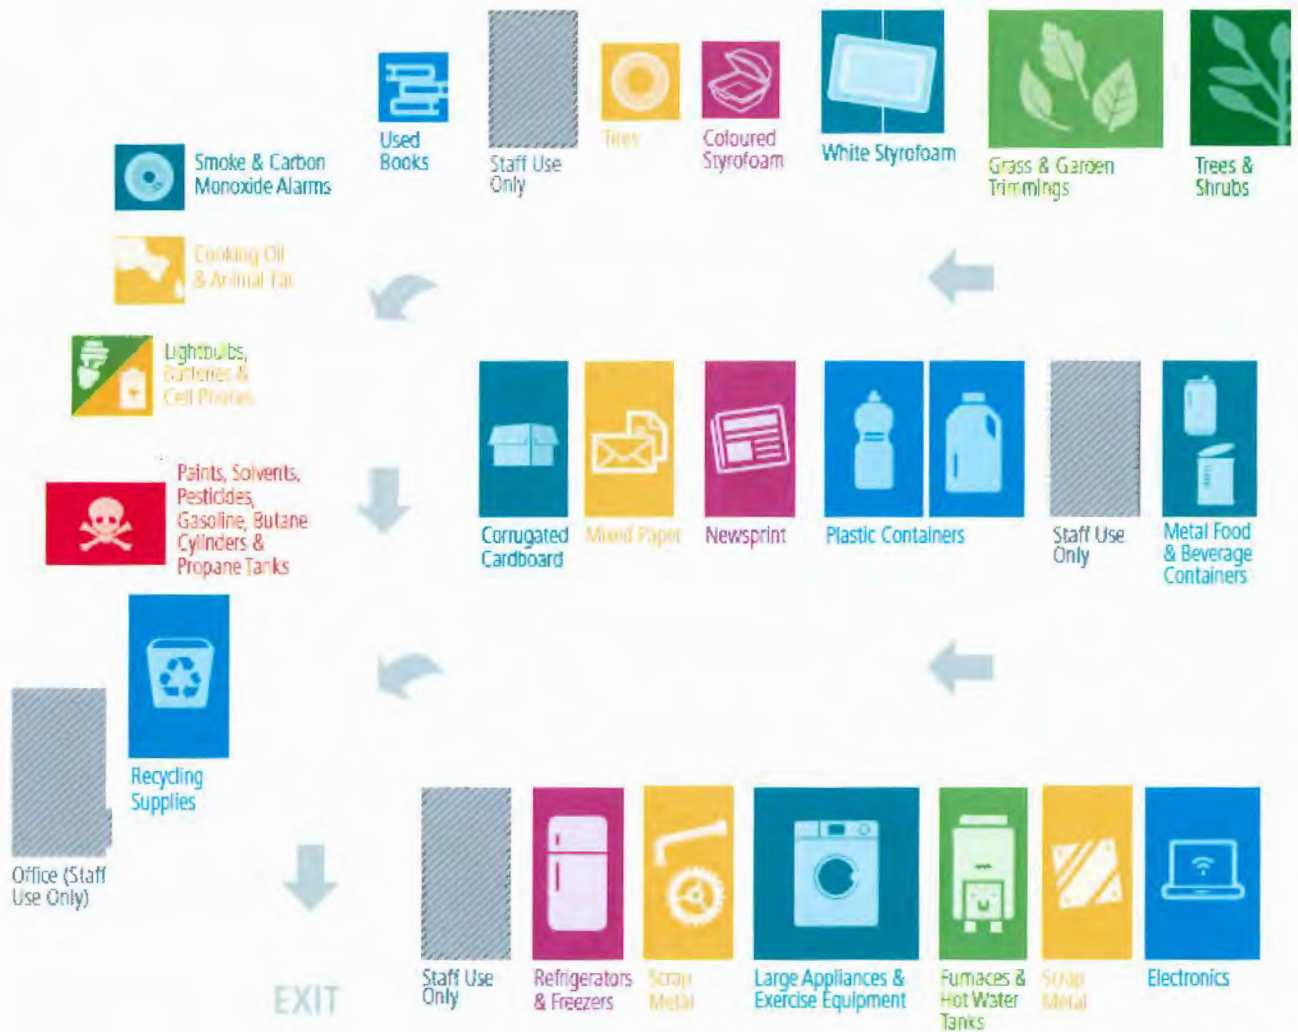 Used
Books
Staff Use
Only
Tires
Coloured
Styrofoam
White Styrofoam
Grass & Garden
Trimmings
Trees &
Shrubs
Smoke & Carbon
Monoxide Alarms
Cooking Oil
& Animal Fat
Lightbulbs,
Batteries &
Cell Phones
Paints, Solvents,
Pesticides,
Gasoline, Butane
Cylinders &
Propane Tanks
Corrugated
Cardboard
Mixed Paper
Newsprint
Plastic Containers
Staff Use
Only
Metal Food
& Beverage
Containers
Recycling
Supplies
Office (Staff
Use Only)
EXIT
Staff Use
Only
Refrigerators
& Freezers
Scrap
Metal
Large Appliances &
Exercise Equipment
Furnaces &
Hot Water
Tanks
Scrap
Metal
Electronics